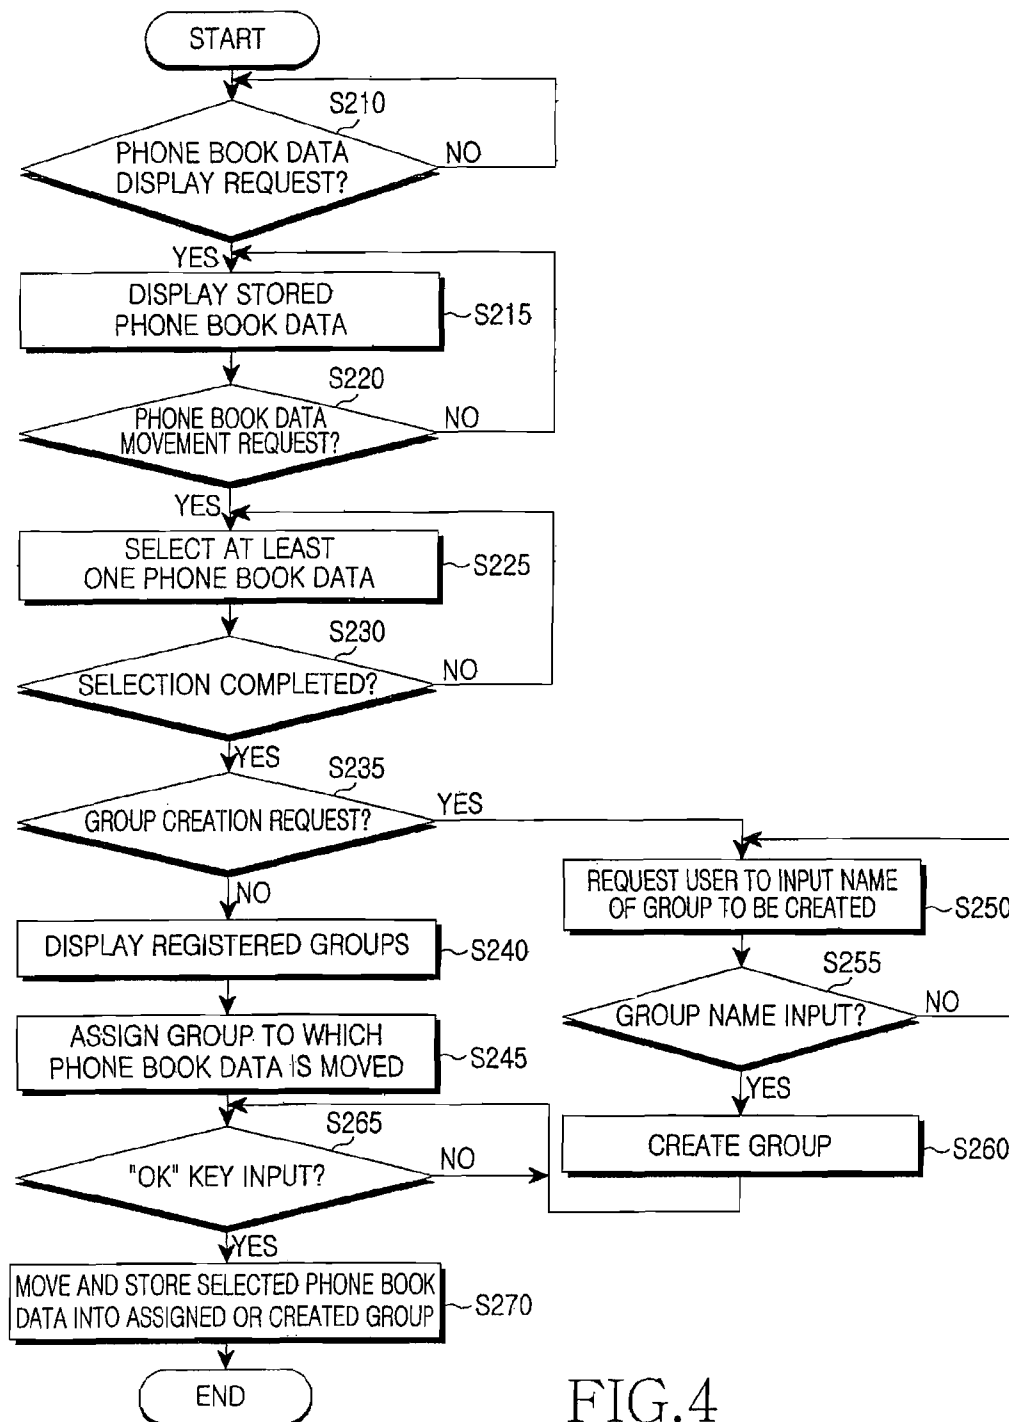 START
S210
PHONE BOOK DATA
DISPLAY REQUEST?
NO
YES
DISPLAY STORED
PHONE BOOK DATA
S215
S220
PHONE BOOK DATA
MOVEMENT REQUEST?
NO
YES
SELECT AT LEAST
ONE PHONE BOOK DATA
S225
S230
SELECTION COMPLETED?
NO
YES
S235
GROUP CREATION REQUEST?
YES
NO
REQUEST USER TO INPUT NAME
OF GROUP TO BE CREATED
S250
DISPLAY REGISTERED GROUPS
S240
S255
GROUP NAME INPUT?
NO
YES
ASSIGN GROUP TO WHICH
PHONE BOOK DATA IS MOVED
S245
CREATE GROUP
S260
S265
"OK" KEY INPUT?
NO
YES
MOVE AND STORE SELECTED PHONE BOOK
DATA INTO ASSIGNED OR CREATED GROUP
S270
END
FIG.4